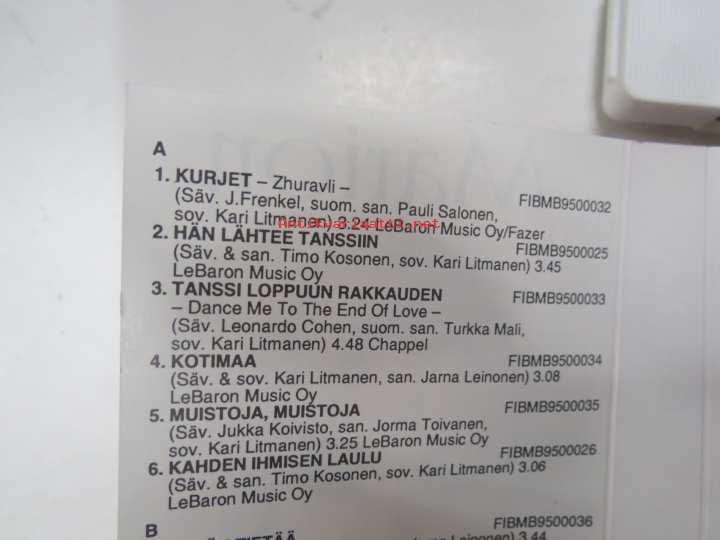 A
1. KURJET – Zhuravli –
(Säv. J.Frenkel, suom. san. Pauli Salonen, FIBMB9500032
sov. Kari Litmanen) 3.24 LeBaron Music Oy/Fazer
2. HÄN LÄHTEE TANSSIIN FIBMB9500025
(Säv. & san. Timo Kosonen, sov. Kari Litmanen) 3.45
LeBaron Music Oy
3. TANSSI LOPPUUN RAKKAUDEN FIBMB9500033
– Dance Me To The End Of Love –
(Säv. Leonardo Cohen, suom. san. Turkka Mali,
sov. Kari Litmanen) 4.48 Chappel
4. KOTIMAA FIBMB9500034
(Säv. & sov. Kari Litmanen, san. Jarna Leinonen) 3.08
LeBaron Music Oy
5. MUISTOJA, MUISTOJA FIBMB9500035
(Säv. Jukka Koivisto, san. Jorma Toivanen,
sov. Kari Litmanen) 3.25 LeBaron Music Oy
6. KAHDEN IHMISEN LAULU FIBMB9500026
(Säv. & san. Timo Kosonen, sov. Kari Litmanen) 3.06
LeBaron Music Oy
B
FIBMB9500036
3.44